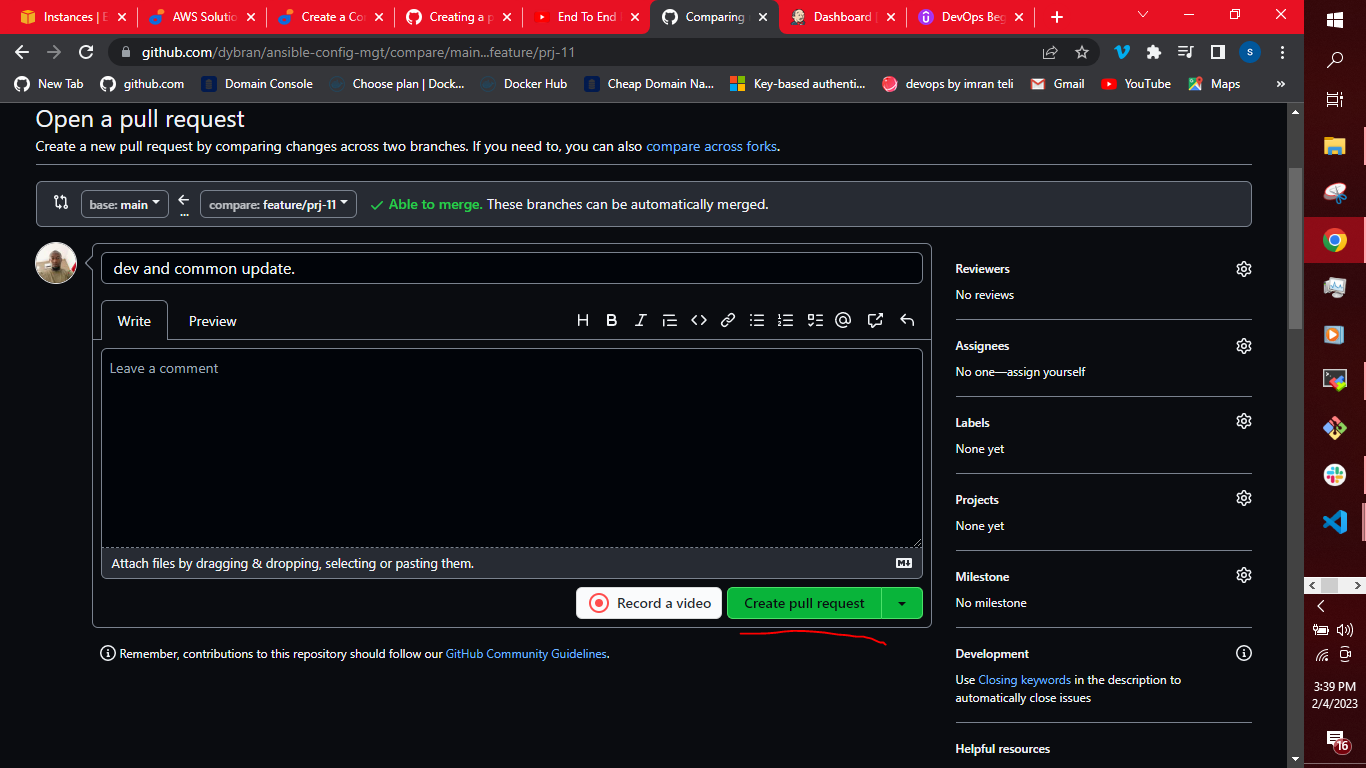 Instances | E
AWS Solutio
Create a Co
Creating a p
End To End
Comparing
Dashboard
DevOps Beg
github.com/dybran/ansible-config-mgt/compare/main...feature/prj-11
S
New Tab
github.com
Domain Console
Choose plan | Dock...
Docker Hub
Cheap Domain Na...
Key-based authenti...
devops by imran teli
Gmail
YouTube
Maps
»
Open a pull request
Create a new pull request by comparing changes across two branches. If you need to, you can also compare across forks.
base: main
...
compare: feature/prj-11
Able to merge. These branches can be automatically merged.
dev and common update.
Write
Preview
Leave a comment
Attach files by dragging & dropping, selecting or pasting them.
Record a video
Create pull request
Remember, contributions to this repository should follow our GitHub Community Guidelines.
Reviewers
No reviews
Assignees
No one—assign yourself
Labels
None yet
Projects
None yet
Milestone
No milestone
Development
Use Closing keywords in the description to
automatically close issues
Helpful resources
3:39 PM
2/4/2023
16